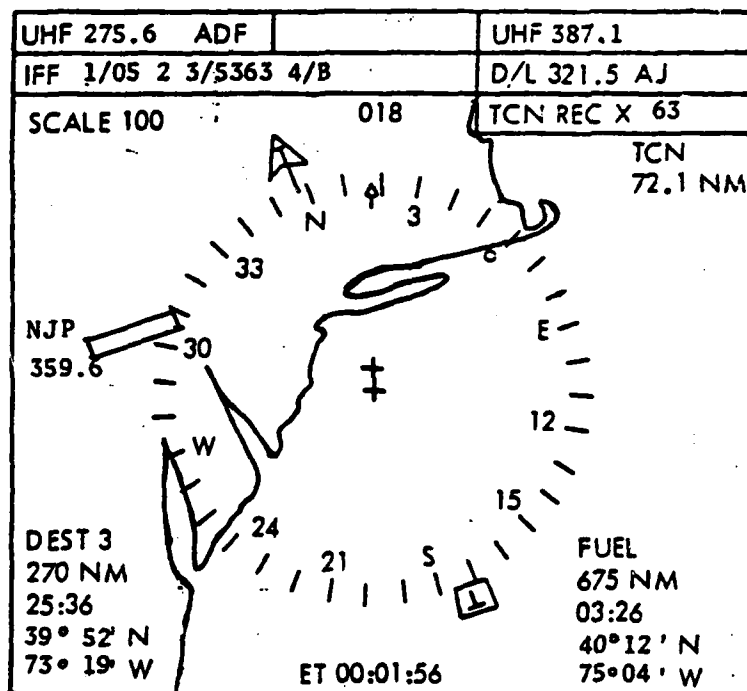 UHF 275.6 ADF
UHF 387.1
IFF 1/05 2 3/5363 4/B
D/L 321.5 AJ
SCALE 100
018
TCN REC X 63
TCN
72.1 NM
N
3
33
6
NJP
359.6
30
E
W
12
15
24
21
S
DEST 3
270 NM
25:36
39° 52' N
73° 19' W
FUEL
675 NM
03:26
40° 12' N
75° 04' W
ET 00:01:56